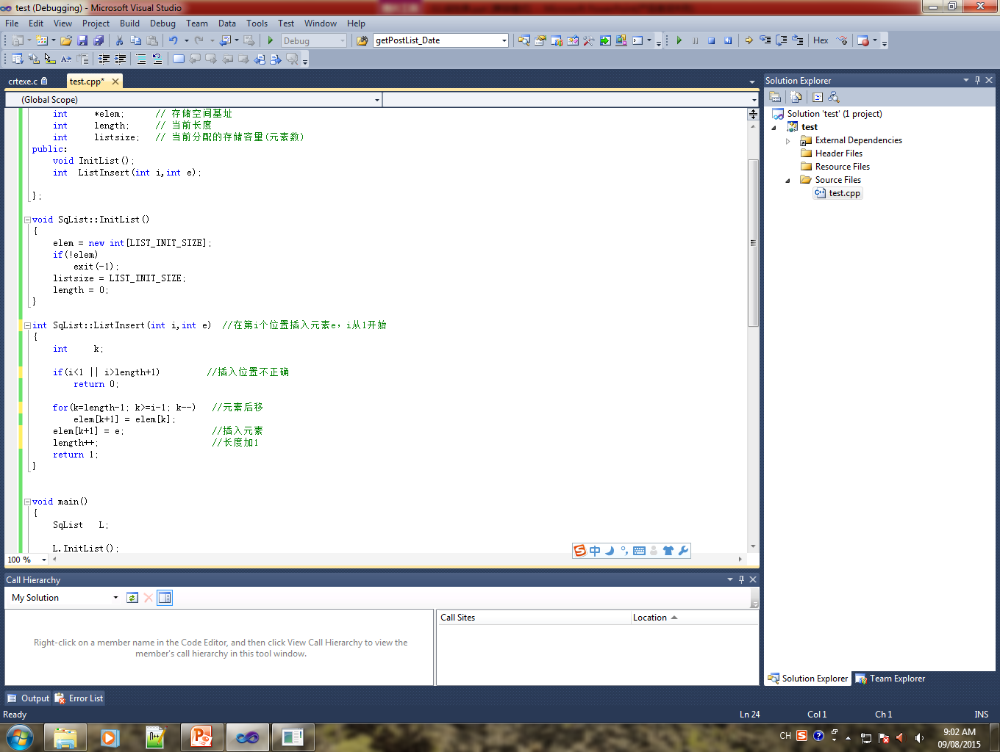 test (Debugging) - Microsoft Visual Studio
File Edit View Project Build Debug Team Data Tools Test Window Help
Debug getPostList_Date Hex
crtexe.c test.cpp*
(Global Scope)
int *elem; // 存储空间基址
int length; // 当前长度
int listsize; // 当前分配的存储容量(元素数)
public:
void InitList();
int ListInsert(int i,int e);
};
void SqList::InitList()
{
elem = new int[LIST_INIT_SIZE];
if(!elem)
exit(-1);
listsize = LIST_INIT_SIZE;
length = 0;
}
int SqList::ListInsert(int i,int e) //在第i个位置插入元素e，i从1开始
{
int k;
if(i<1 || i>length+1) //插入位置不正确
return 0;
for(k=length-1; k>=i-1; k--) //元素后移
elem[k+1] = elem[k];
elem[k+1] = e; //插入元素
length++; //长度加1
return 1;
}
void main()
{
SqList L;
L.InitList();
100 %
中
Call Hierarchy
My Solution
Right-click on a member name in the Code Editor, and then click View Call Hierarchy to view the
member's call hierarchy in this tool window.
Call Sites Location
Solution Explorer
Solution 'test' (1 project)
test
External Dependencies
Header Files
Resource Files
Source Files
test.cpp
Solution Explorer Team Explorer
Output Error List
Ready Ln 24 Col 1 Ch 1 INS
CH
9:02 AM
09/08/2015